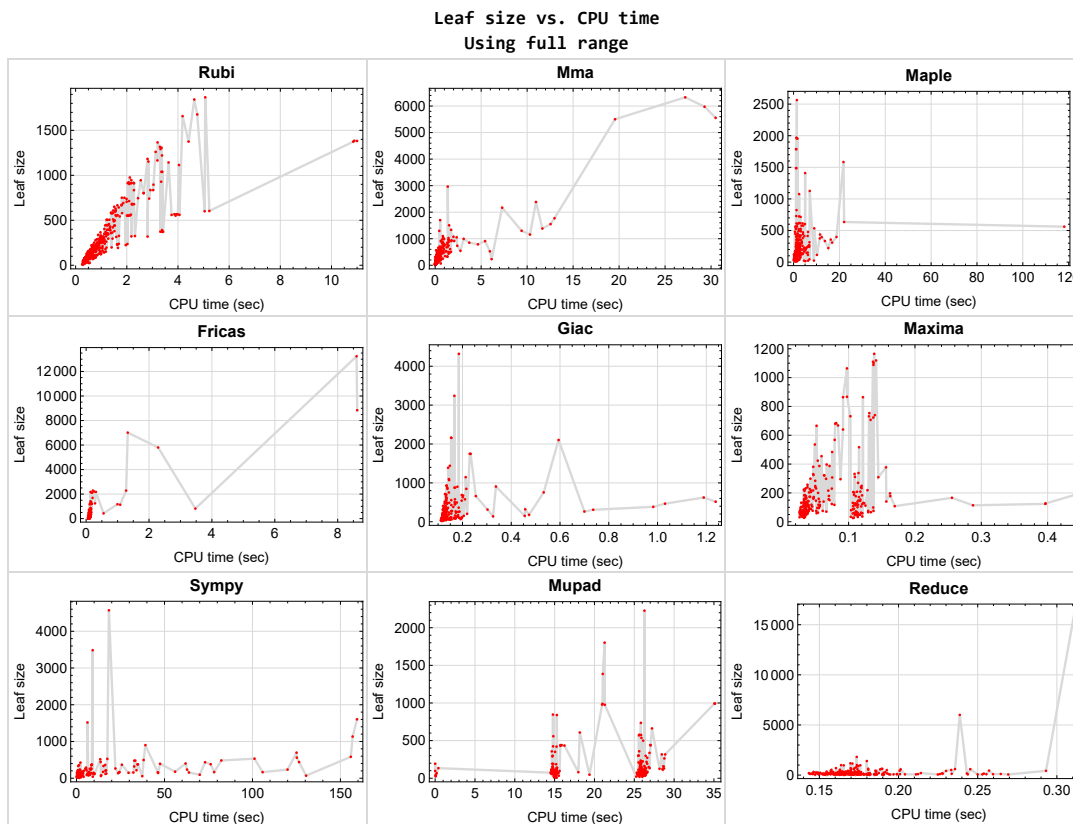 Leaf size vs. CPU time
Using full range
Rubi
Leaf size
1500
1000
500
0
0 2 4 6 8 10
CPU time (sec)
Mma
Leaf size
6000
5000
4000
3000
2000
1000
0
0 5 10 15 20 25 30
CPU time (sec)
Maple
Leaf size
2500
2000
1500
1000
500
0
0 20 40 60 80 100 120
CPU time (sec)
Fricas
Leaf size
12 000
10 000
8000
6000
4000
2000
0
0 2 4 6 8
CPU time (sec)
Giac
Leaf size
4000
3000
2000
1000
0
0.2 0.4 0.6 0.8 1.0 1.2
CPU time (sec)
Maxima
Leaf size
1200
1000
800
600
400
200
0
0.1 0.2 0.3 0.4
CPU time (sec)
Sympy
Leaf size
4000
3000
2000
1000
0
0 50 100 150
CPU time (sec)
Mupad
Leaf size
2000
1500
1000
500
0
0 5 10 15 20 25 30 35
CPU time (sec)
Reduce
Leaf size
15 000
10 000
5000
0
0.15 0.20 0.25 0.30
CPU time (sec)